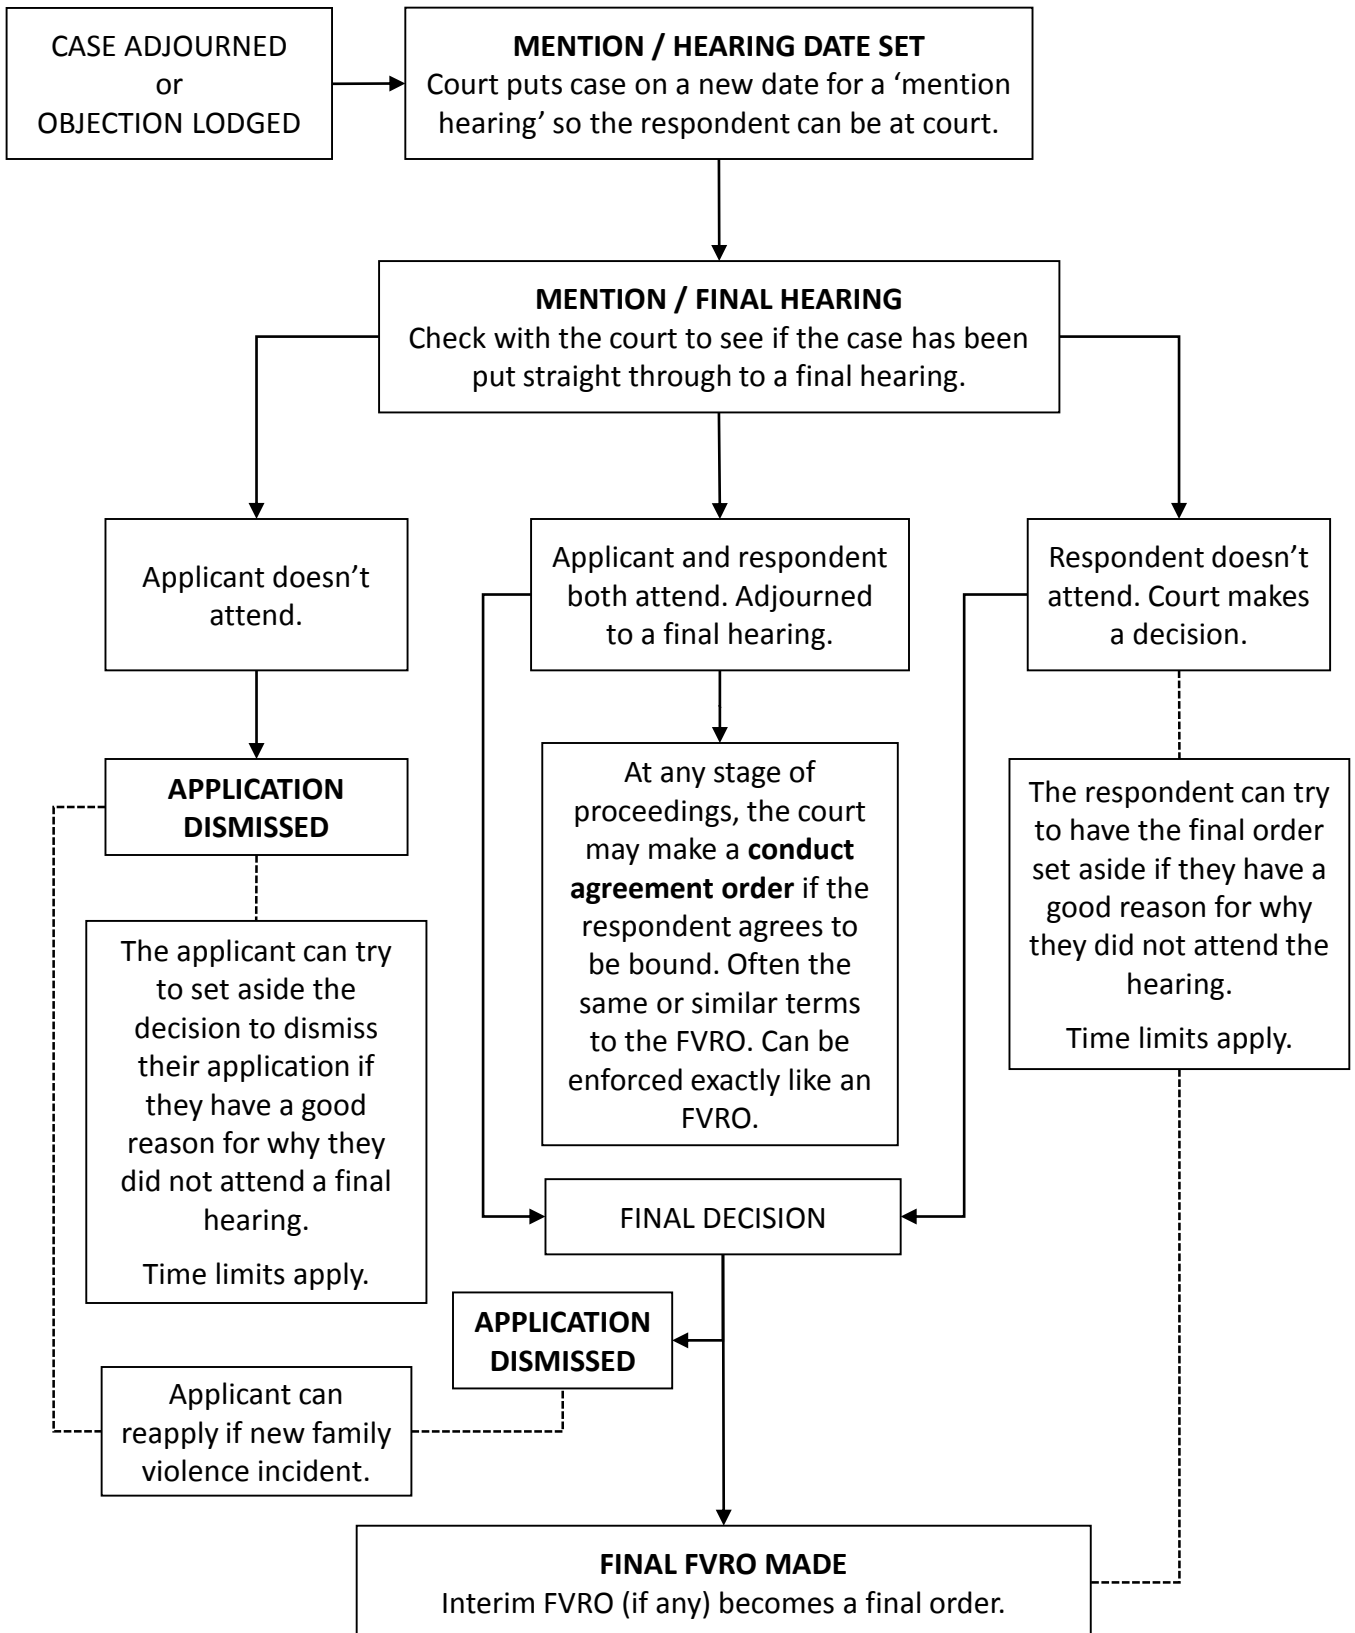 CASE ADJOURNED
or
OBJECTION LODGED
MENTION / HEARING DATE SET
Court puts case on a new date for a ‘mention
hearing’ so the respondent can be at court.
MENTION / FINAL HEARING
Check with the court to see if the case has been
put straight through to a final hearing.
Applicant doesn’t
attend.
Applicant and respondent
both attend. Adjourned
to a final hearing.
Respondent doesn’t
attend. Court makes
a decision.
APPLICATION
DISMISSED
The applicant can try
to set aside the
decision to dismiss
their application if
they have a good
reason for why they
did not attend a final
hearing.
Time limits apply.
At any stage of
proceedings, the court
may make a conduct
agreement order if the
respondent agrees to
be bound. Often the
same or similar terms
to the FVRO. Can be
enforced exactly like an
FVRO.
The respondent can try
to have the final order
set aside if they have a
good reason for why
they did not attend the
hearing.
Time limits apply.
FINAL DECISION
APPLICATION
DISMISSED
Applicant can
reapply if new family
violence incident.
FINAL FVRO MADE
Interim FVRO (if any) becomes a final order.